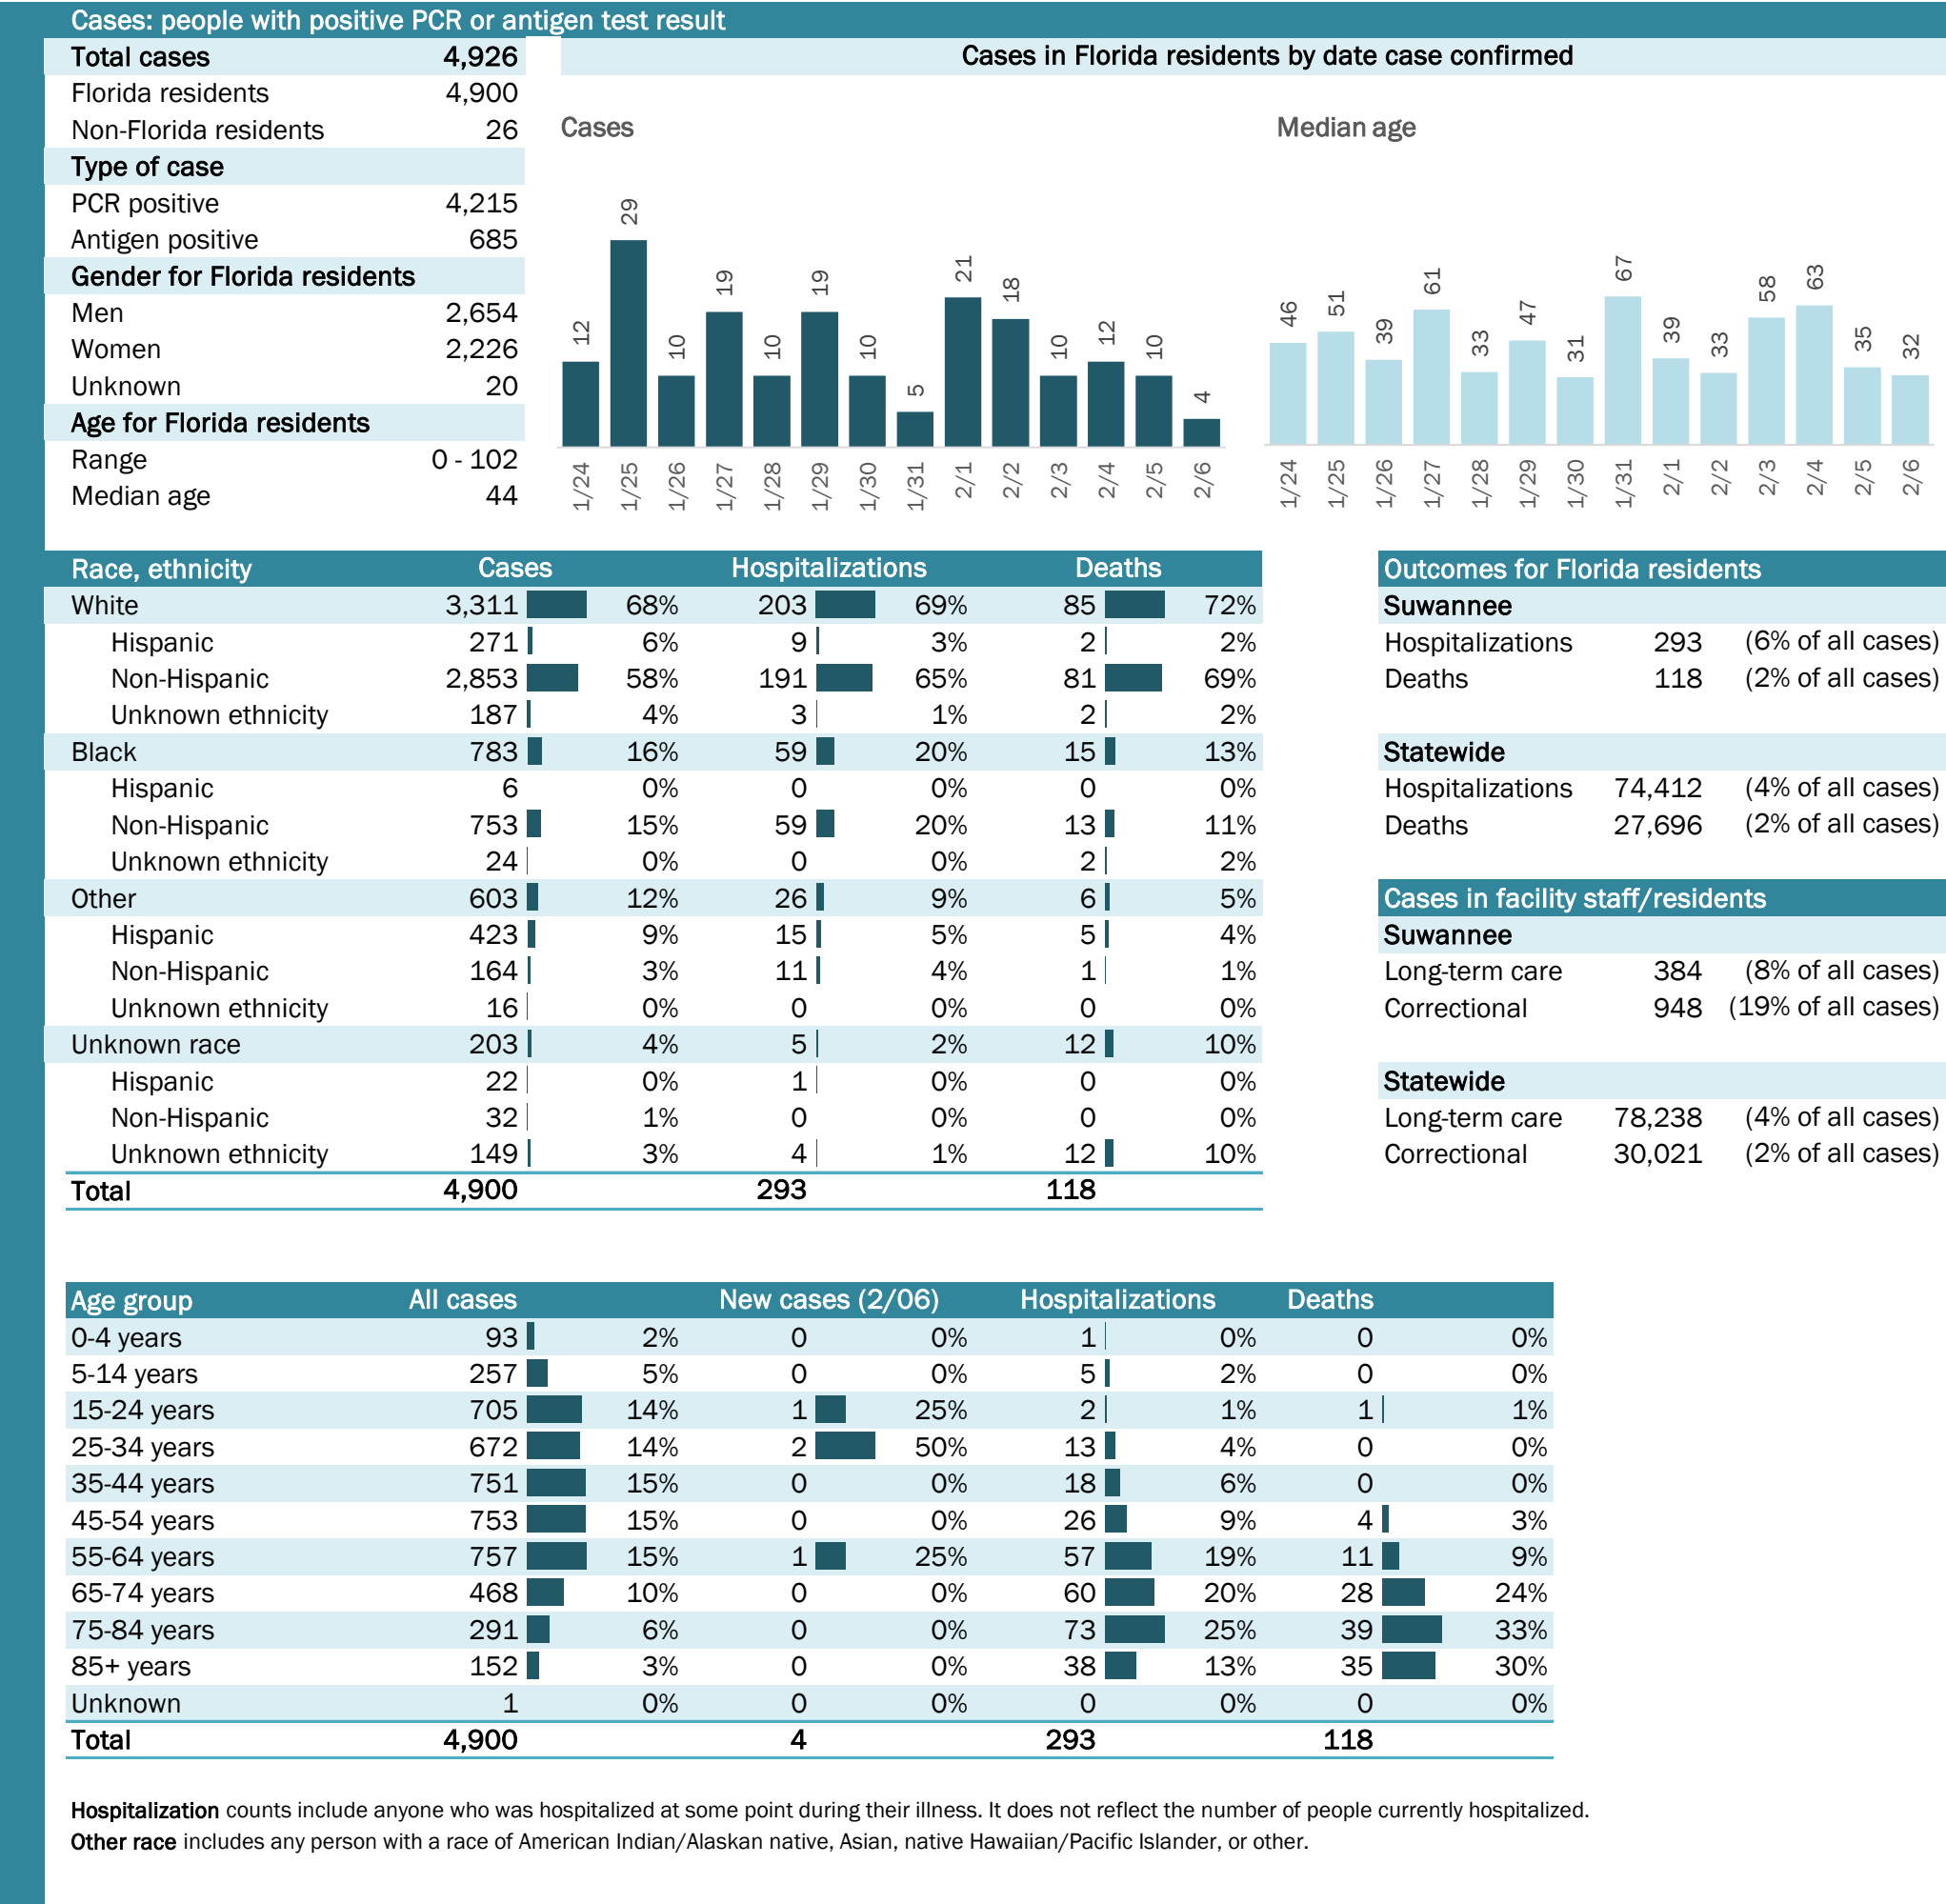 Cases: people with positive PCR or antigen test result
Total cases 4,926
Florida residents 4,900
Non-Florida residents 26
Type of case
PCR positive 4,215
Antigen positive 685
Gender for Florida residents
Men 2,654
Women 2,226
Unknown 20
Age for Florida residents
Range 0 - 102
Median age 44
Cases in Florida residents by date case confirmed
Cases
12 29 10 19 10 19 10 5 21 18 10 12 10 4
1/24 1/25 1/26 1/27 1/28 1/29 1/30 1/31 2/1 2/2 2/3 2/4 2/5 2/6
Median age
46 51 39 61 33 47 31 67 39 33 58 63 35 32
1/24 1/25 1/26 1/27 1/28 1/29 1/30 1/31 2/1 2/2 2/3 2/4 2/5 2/6
Race, ethnicity Cases Hospitalizations Deaths
White 3,311 68% 203 69% 85 72%
Hispanic 271 6% 9 3% 2 2%
Non-Hispanic 2,853 58% 191 65% 81 69%
Unknown ethnicity 187 4% 3 1% 2 2%
Black 783 16% 59 20% 15 13%
Hispanic 6 0% 0 0% 0 0%
Non-Hispanic 753 15% 59 20% 13 11%
Unknown ethnicity 24 0% 0 0% 2 2%
Other 603 12% 26 9% 6 5%
Hispanic 423 9% 15 5% 5 4%
Non-Hispanic 164 3% 11 4% 1 1%
Unknown ethnicity 16 0% 0 0% 0 0%
Unknown race 203 4% 5 2% 12 10%
Hispanic 22 0% 1 0% 0 0%
Non-Hispanic 32 1% 0 0% 0 0%
Unknown ethnicity 149 3% 4 1% 12 10%
Total 4,900 293 118
Outcomes for Florida residents
Suwannee
Hospitalizations 293 (6% of all cases)
Deaths 118 (2% of all cases)
Statewide
Hospitalizations 74,412 (4% of all cases)
Deaths 27,696 (2% of all cases)
Cases in facility staff/residents
Suwannee
Long-term care 384 (8% of all cases)
Correctional 948 (19% of all cases)
Statewide
Long-term care 78,238 (4% of all cases)
Correctional 30,021 (2% of all cases)
Age group All cases New cases (2/06) Hospitalizations Deaths
0-4 years 93 2% 0 0% 1 0% 0 0%
5-14 years 257 5% 0 0% 5 2% 0 0%
15-24 years 705 14% 1 25% 2 1% 1 1%
25-34 years 672 14% 2 50% 13 4% 0 0%
35-44 years 751 15% 0 0% 18 6% 0 0%
45-54 years 753 15% 0 0% 26 9% 4 3%
55-64 years 757 15% 1 25% 57 19% 11 9%
65-74 years 468 10% 0 0% 60 20% 28 24%
75-84 years 291 6% 0 0% 73 25% 39 33%
85+ years 152 3% 0 0% 38 13% 35 30%
Unknown 1 0% 0 0% 0 0% 0 0%
Total 4,900 4 293 118
Hospitalization counts include anyone who was hospitalized at some point during their illness. It does not reflect the number of people currently hospitalized.
Other race includes any person with a race of American Indian/Alaskan native, Asian, native Hawaiian/Pacific Islander, or other.